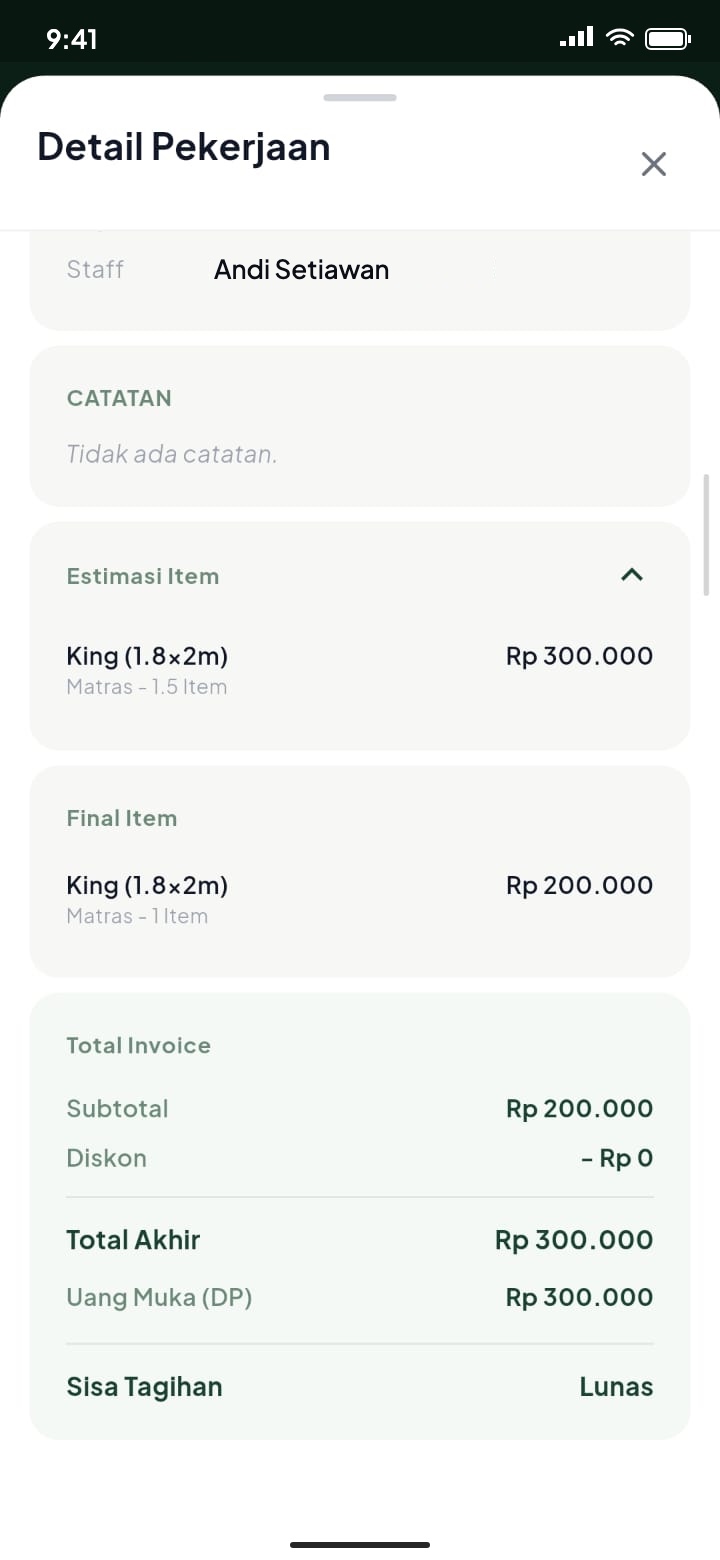 9:41
Detail Pekerjaan
Staff Andi Setiawan
CATATAN
Tidak ada catatan.
Estimasi Item
King (1.8×2m) Rp 300.000
Matras - 1.5 Item
Final Item
King (1.8×2m) Rp 200.000
Matras - 1 Item
Total Invoice
Subtotal Rp 200.000
Diskon – Rp 0
Total Akhir Rp 300.000
Uang Muka (DP) Rp 300.000
Sisa Tagihan Lunas